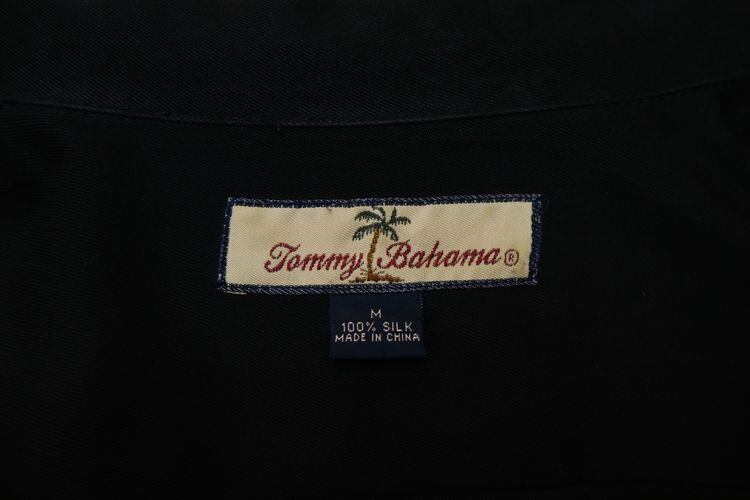 Tommy Bahama ®
M
100% SILK
MADE IN CHINA